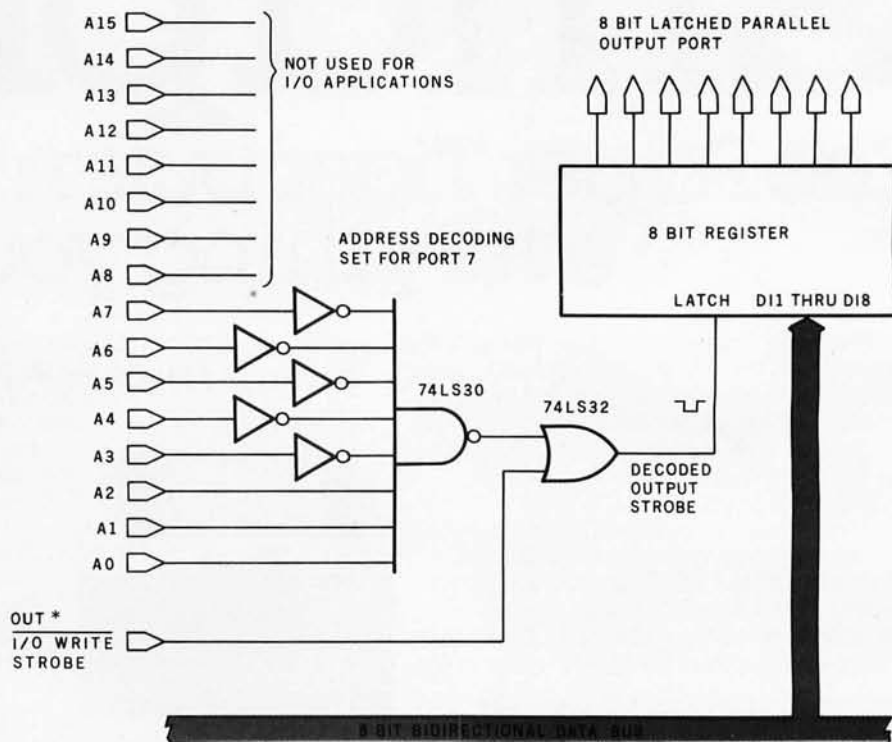 A15
A14
A13
A12
A11
A10
A9
A8
A7
A6
A5
A4
A3
A2
A1
A0
NOT USED FOR
I/O APPLICATIONS
ADDRESS DECODING
SET FOR PORT 7
74LS30
74LS32
DECODED
OUTPUT
STROBE
8 BIT LATCHED PARALLEL
OUTPUT PORT
8 BIT REGISTER
LATCH DI1 THRU DI8
OUT *
I/O WRITE
STROBE
8 BIT BIDIRECTIONAL DATA BUS